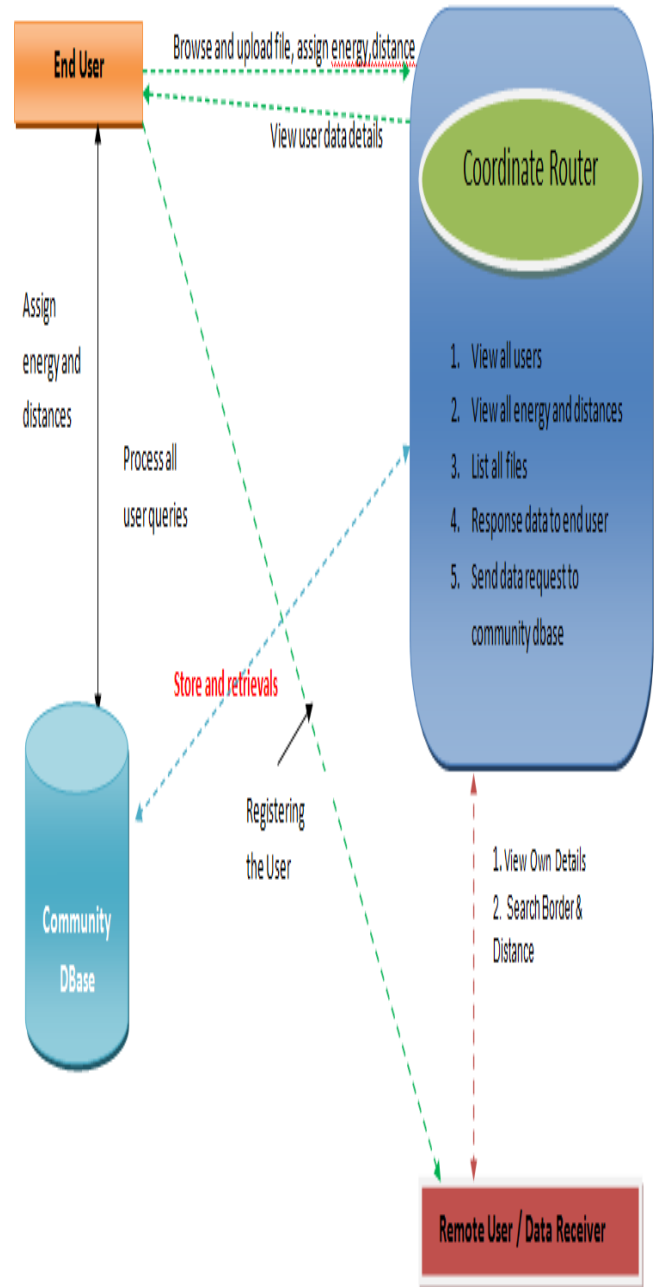 End User
Browse and upload file, assign energy,distance
View user data details
Coordinate Router
1. View all users
2. View all energy and distances
3. List all files
4. Response data to end user
5. Send data request to
community dbase
Assign
energy and
distances
Process all
user queries
Store and retrievals
Registering
the User
Community
DBase
1. View Own Details
2. Search Border &
Distance
Remote User / Data Receiver